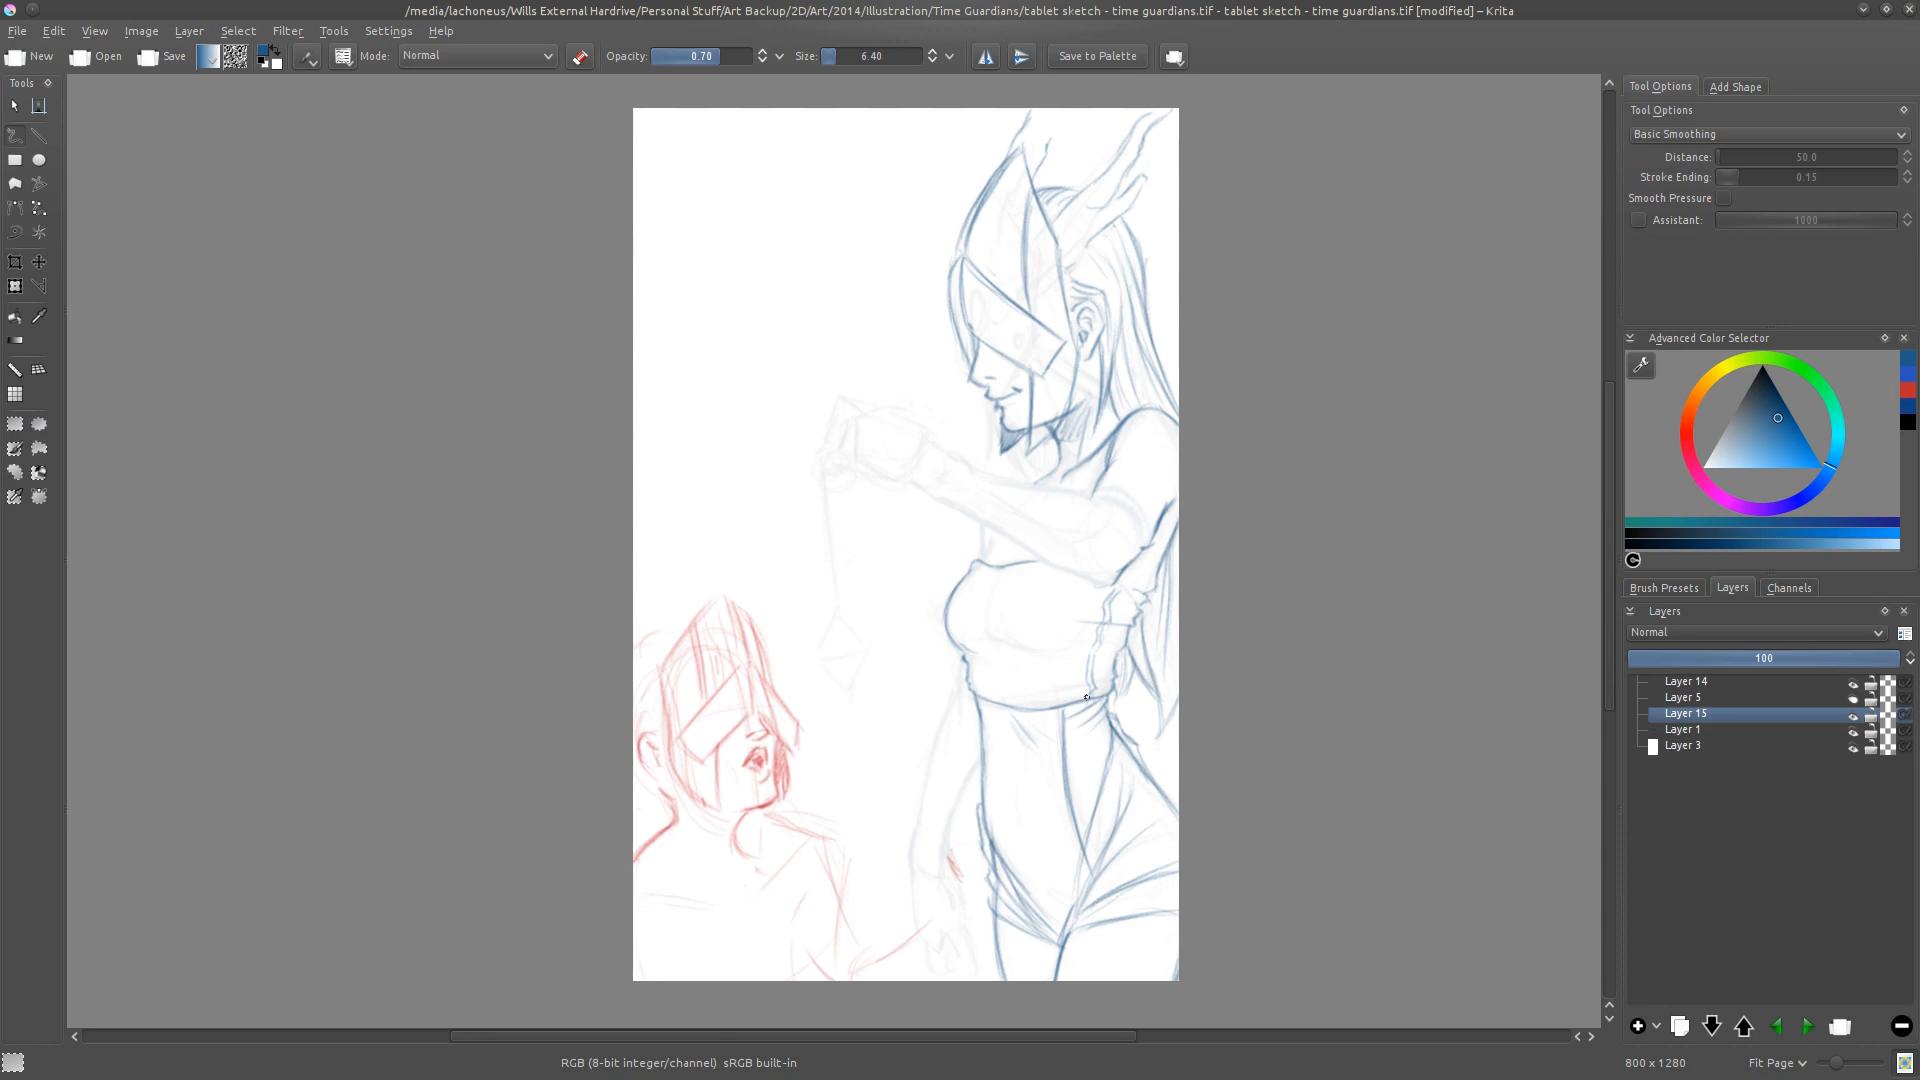 /media/lachoneus/Wills External Hardrive/Personal Stuff/Art Backup/2D/Art/2014/Illustration/Time Guardians/tablet sketch - time guardians.tif - tablet sketch - time guardians.tif [modified] – Krita
File Edit View Image Layer Select Filter Tools Settings Help
New Open Save Mode: Normal Opacity: 0.70 Size: 6.40 Save to Palette
Tools
Tool Options Add Shape
Tool Options
Basic Smoothing
Distance: 50.0
Stroke Ending: 0.15
Smooth Pressure
Assistant: 1000
Advanced Color Selector
Brush Presets Layers Channels
Layers
Normal
100
Layer 14
Layer 5
Layer 15
Layer 1
Layer 3
RGB (8-bit integer/channel) sRGB built-in
800 x 1280
Fit Page